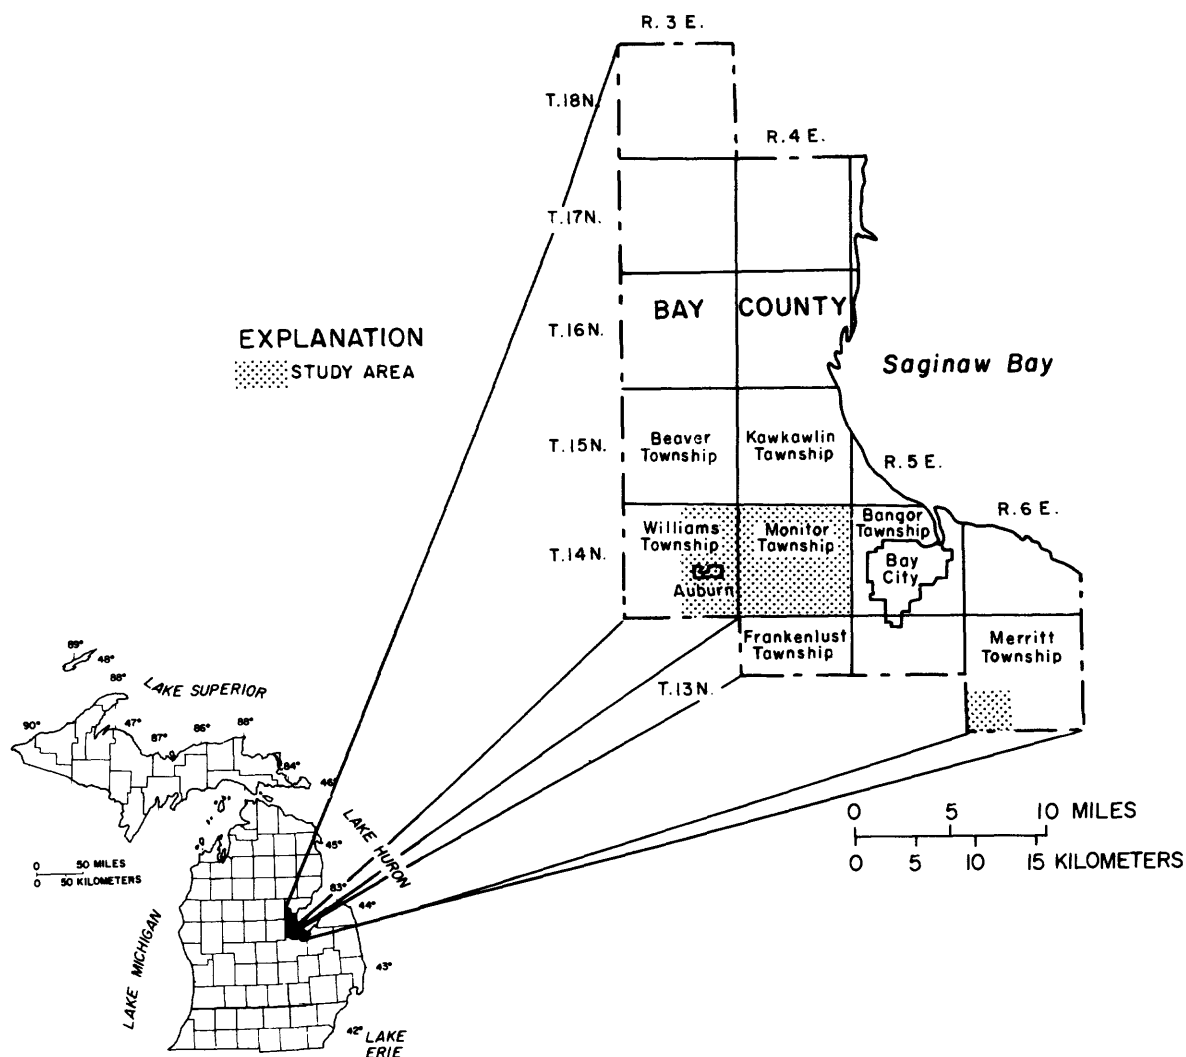 R. 3 E.
T.18N.
R. 4 E.
T.17N.
BAY COUNTY
T.16N.
EXPLANATION
STUDY AREA
Saginaw Bay
T.15N.
Beaver
Township
Kawkawlin
Township
R. 5 E.
R. 6 E.
T.14N.
Williams
Township
Monitor
Township
Bangor
Township
Bay
City
Auburn
Frankenlust
Township
Merritt
Township
T.13N.
0 5 10 MILES
0 5 10 15 KILOMETERS
89°
48°
88°
LAKE SUPERIOR
90°
47°
87°
86°
88°
84°
46°
LAKE HURON
45°
0 50 MILES
0 50 KILOMETERS
83°
44°
LAKE MICHIGAN
43°
42°
LAKE
ERIE